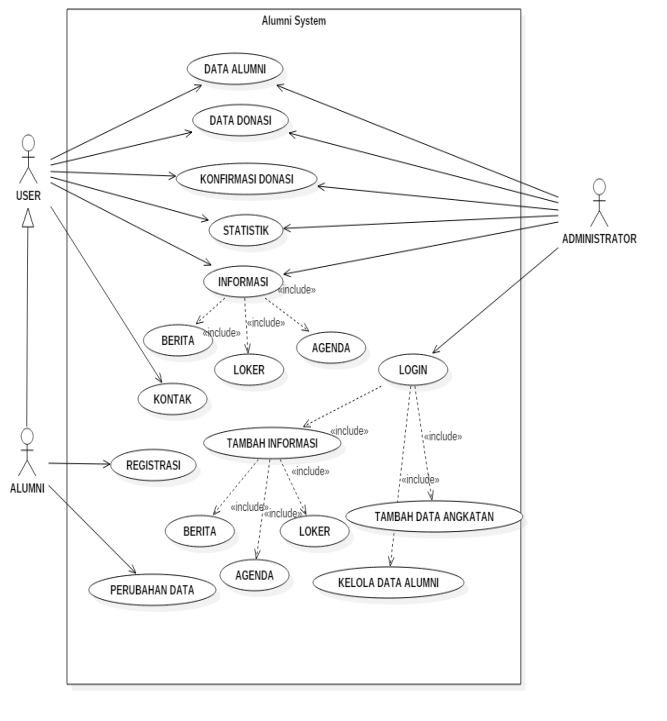 Alumni System
DATA ALUMNI
DATA DONASI
KONFIRMASI DONASI
USER
STATISTIK
ADMINISTRATOR
INFORMASI
«include»
«include»
«include»
BERITA
AGENDA
LOKER
LOGIN
KONTAK
«include»
TAMBAH INFORMASI
«include»
REGISTRASI
«include»
«include»
ALUMNI
«include»
«include»
TAMBAH DATA ANGKATAN
BERITA
LOKER
AGENDA
KELOLA DATA ALUMNI
PERUBAHAN DATA